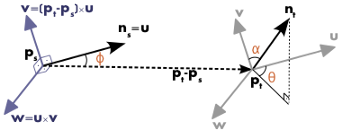 v=(pt-ps)×u
ns=u
ps
ϕ
w=u×v
pt-ps
nt
v
u
α
θ
pt
w